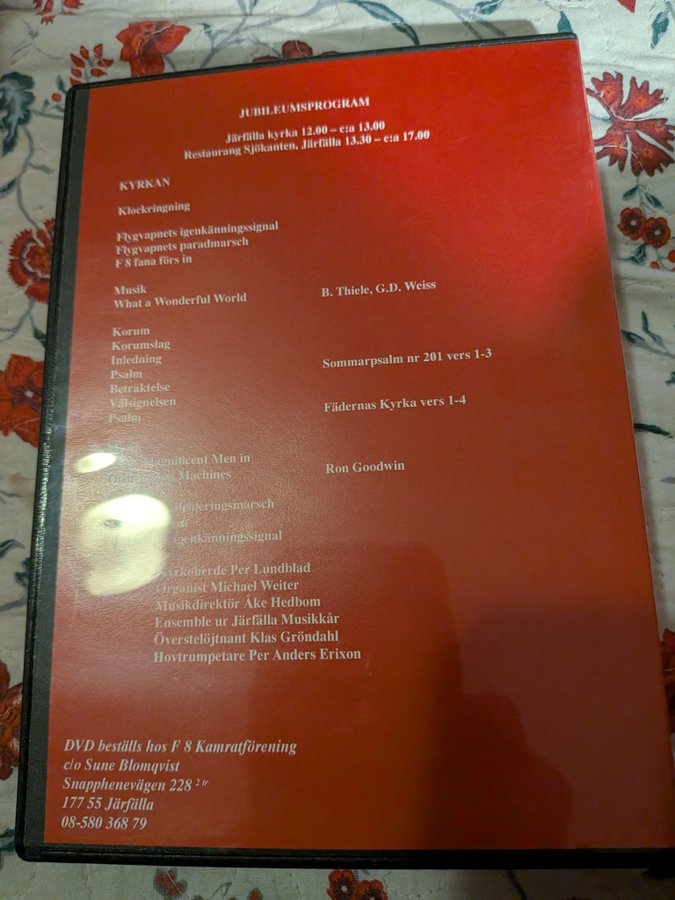 JUBILEUMSPROGRAM
Järfälla kyrka 12.00 – c:a 13.00
Restaurang Sjökanten, Järfälla 13.30 – c:a 17.00
KYRKAN
Klockringning
Flygvapnets igenkänningssignal
Flygvapnets paradmarsch
F 8 fana förs in
Musik
What a Wonderful World B. Thiele, G.D. Weiss
Korum
Korumslag
Inledning
Psalm Sommarpsalm nr 201 vers 1-3
Betraktelse
Välsignelsen
Psalm Fädernas Kyrka vers 1-4
Men in
Machines Ron Goodwin
igenkänningssignal
Kyrkoherde Per Lundblad
Organist Michael Weiter
Musikdirektör Åke Hedbom
Ensemble ur Järfälla Musikkår
Överstelöjtnant Klas Gröndahl
Hovtrumpetare Per Anders Erixon
DVD beställs hos F 8 Kamratförening
c/o Sune Blomqvist
Snapphenevägen 228 2 tr
177 55 Järfälla
08-580 368 79